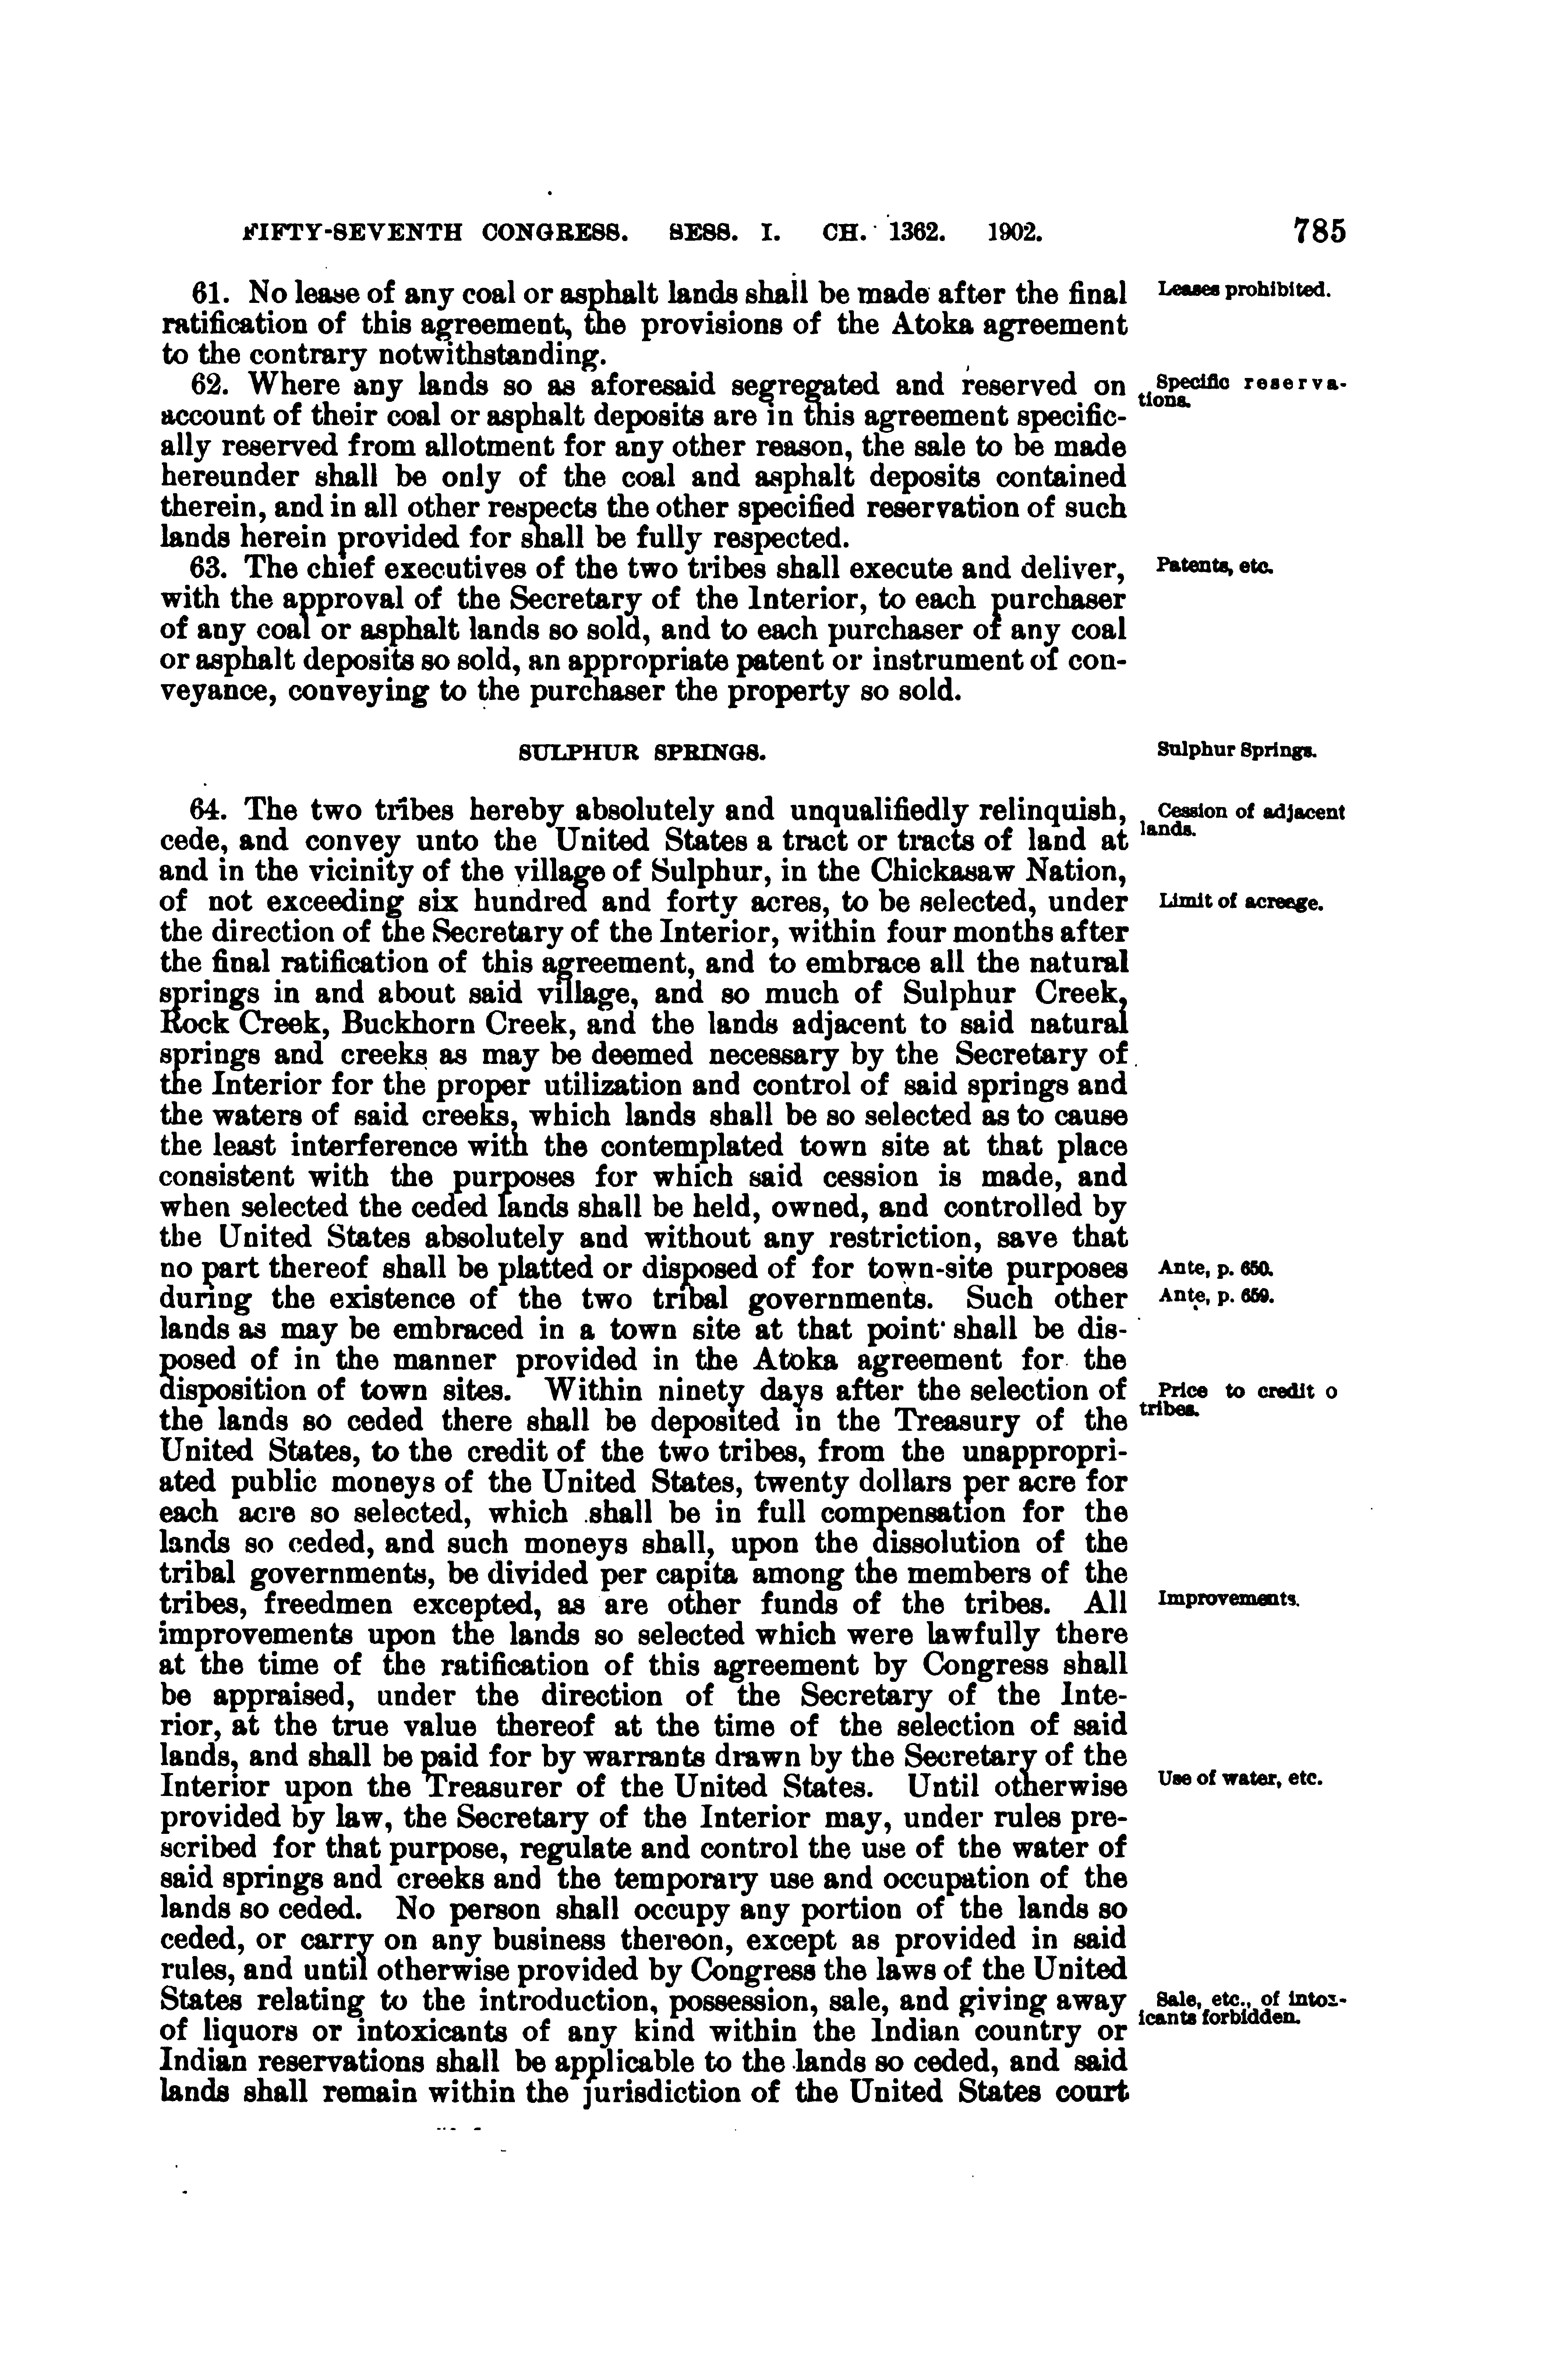 FIFTY-SEVENTH CONGRESS. SESS. I. CH. 1362. 1902. 785
61. No lease of any coal or asphalt lands shall be made after the final
ratification of this agreement, the provisions of the Atoka agreement
to the contrary notwithstanding.
Leases prohibited.
62. Where any lands so as aforesaid segregated and reserved on
account of their coal or asphalt deposits are in this agreement specific-
ally reserved from allotment for any other reason, the sale to be made
hereunder shall be only of the coal and asphalt deposits contained
therein, and in all other respects the other specified reservation of such
lands herein provided for shall be fully respected.
Specific reserva-
tions.
63. The chief executives of the two tribes shall execute and deliver,
with the approval of the Secretary of the Interior, to each purchaser
of any coal or asphalt lands so sold, and to each purchaser of any coal
or asphalt deposits so sold, an appropriate patent or instrument of con-
veyance, conveying to the purchaser the property so sold.
Patents, etc.
SULPHUR SPRINGS.
Sulphur Springs.
64. The two tribes hereby absolutely and unqualifiedly relinquish,
cede, and convey unto the United States a tract or tracts of land at
and in the vicinity of the village of Sulphur, in the Chickasaw Nation,
of not exceeding six hundred and forty acres, to be selected, under
the direction of the Secretary of the Interior, within four months after
the final ratification of this agreement, and to embrace all the natural
springs in and about said village, and so much of Sulphur Creek,
Rock Creek, Buckhorn Creek, and the lands adjacent to said natural
springs and creeks as may be deemed necessary by the Secretary of
the Interior for the proper utilization and control of said springs and
the waters of said creeks, which lands shall be so selected as to cause
the least interference with the contemplated town site at that place
consistent with the purposes for which said cession is made, and
when selected the ceded lands shall be held, owned, and controlled by
the United States absolutely and without any restriction, save that
no part thereof shall be platted or disposed of for town-site purposes
during the existence of the two tribal governments. Such other
lands as may be embraced in a town site at that point shall be dis-
posed of in the manner provided in the Atoka agreement for the
disposition of town sites. Within ninety days after the selection of
the lands so ceded there shall be deposited in the Treasury of the
United States, to the credit of the two tribes, from the unappropri-
ated public moneys of the United States, twenty dollars per acre for
each acre so selected, which shall be in full compensation for the
lands so ceded, and such moneys shall, upon the dissolution of the
tribal governments, be divided per capita among the members of the
tribes, freedmen excepted, as are other funds of the tribes. All
improvements upon the lands so selected which were lawfully there
at the time of the ratification of this agreement by Congress shall
be appraised, under the direction of the Secretary of the Inte-
rior, at the true value thereof at the time of the selection of said
lands, and shall be paid for by warrants drawn by the Secretary of the
Interior upon the Treasurer of the United States. Until otherwise
provided by law, the Secretary of the Interior may, under rules pre-
scribed for that purpose, regulate and control the use of the water of
said springs and creeks and the temporary use and occupation of the
lands so ceded. No person shall occupy any portion of the lands so
ceded, or carry on any business thereon, except as provided in said
rules, and until otherwise provided by Congress the laws of the United
States relating to the introduction, possession, sale, and giving away
of liquors or intoxicants of any kind within the Indian country or
Indian reservations shall be applicable to the lands so ceded, and said
lands shall remain within the jurisdiction of the United States court
Cession of adjacent
lands.
Limit of acreege.
Ante, p. 650.
Ante, p. 659.
Price to credit o
tribes.
Improvements.
Use of water, etc.
Sale, etc., of intox-
icants forbidden.